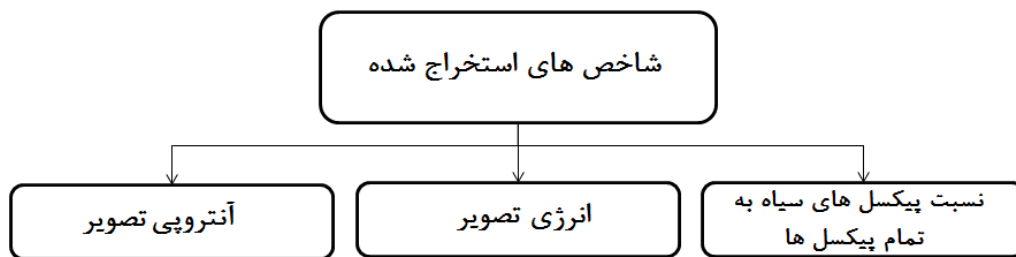 شاخص های استخراج شده
نسبت پیکسل های سیاه به
تمام پیکسل ها
انرژی تصویر
آنتروپی تصویر